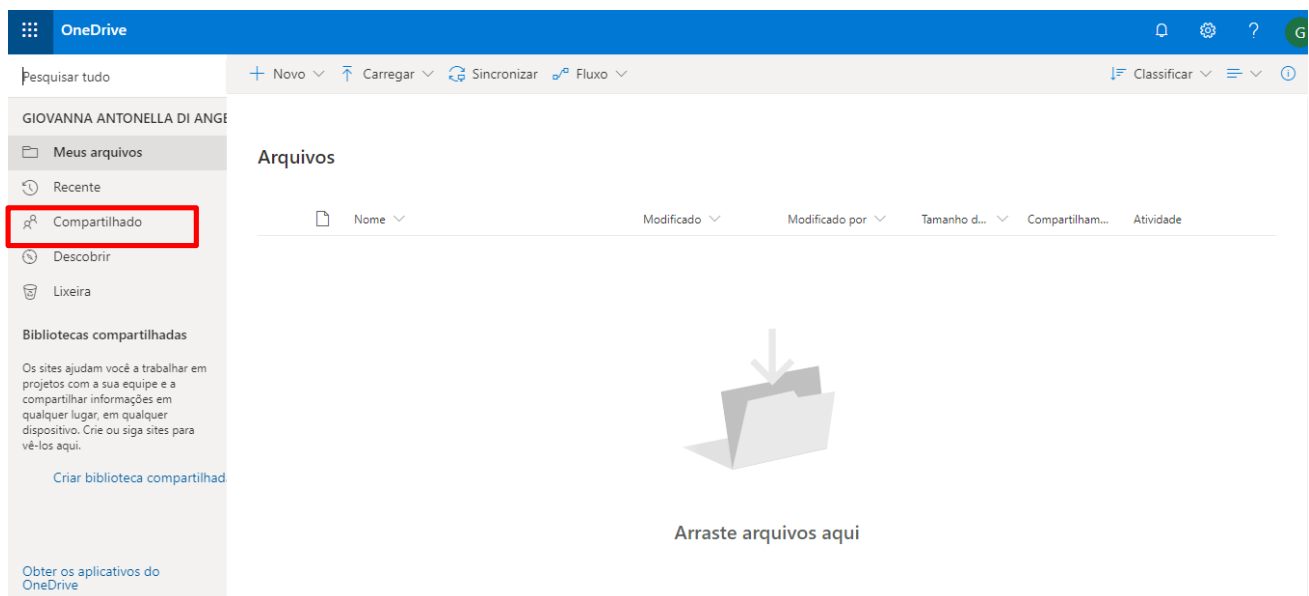 OneDrive
?
G
Pesquisar tudo
Novo
Carregar
Sincronizar
Fluxo
Classificar
GIOVANNA ANTONELLA DI ANGE
Meus arquivos
Recente
Compartilhado
Descobrir
Lixeira
Bibliotecas compartilhadas
Os sites ajudam você a trabalhar em
projetos com a sua equipe e a
compartilhar informações em
qualquer lugar, em qualquer
dispositivo. Crie ou siga sites para
vê-los aqui.
Criar biblioteca compartilhad
Obter os aplicativos do
OneDrive
Arquivos
Nome
Modificado
Modificado por
Tamanho d...
Compartilham...
Atividade
Arraste arquivos aqui